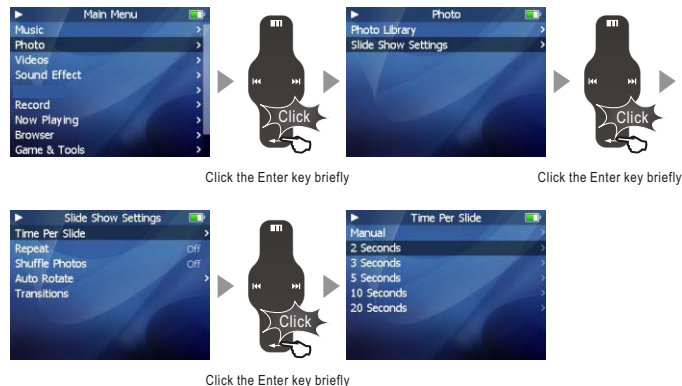 Main Menu
Music
Photo
Videos
Sound Effect
Record
Now Playing
Browser
Game & Tools
Click
Click the Enter key briefly
Photo
Photo Library
Slide Show Settings
Click
Click the Enter key briefly
Slide Show Settings
Time Per Slide
Repeat Off
Shuffle Photos Off
Auto Rotate
Transitions
Click
Click the Enter key briefly
Time Per Slide
Manual
2 Seconds
3 Seconds
5 Seconds
10 Seconds
20 Seconds